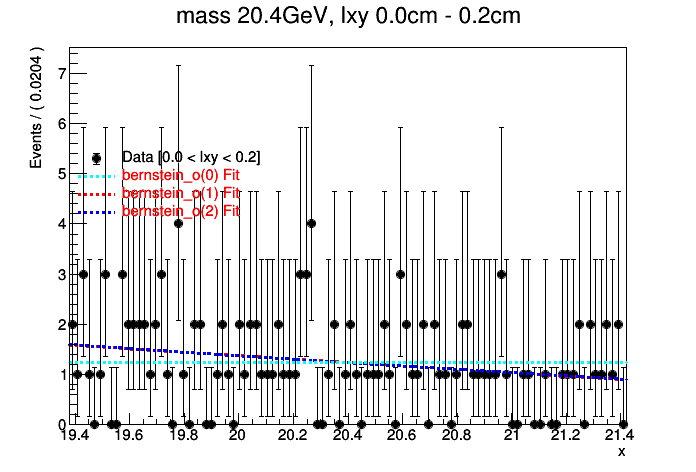 mass 20.4GeV, lxy 0.0cm - 0.2cm
Events / ( 0.0204 )
7
6
5
4
3
2
1
0
Data [0.0 < lxy < 0.2]
bernstein_o(0) Fit
bernstein_o(1) Fit
bernstein_o(2) Fit
19.4 19.6 19.8 20 20.2 20.4 20.6 20.8 21 21.2 21.4
x